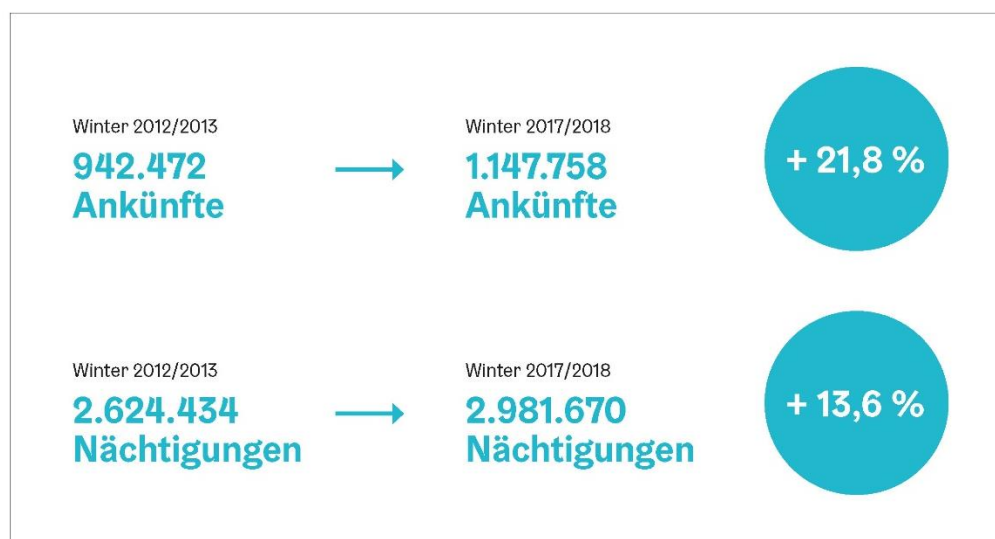 Winter 2012/2013
942.472
Ankünfte
Winter 2017/2018
1.147.758
Ankünfte
+ 21,8 %
Winter 2012/2013
2.624.434
Nächtigungen
Winter 2017/2018
2.981.670
Nächtigungen
+ 13,6 %